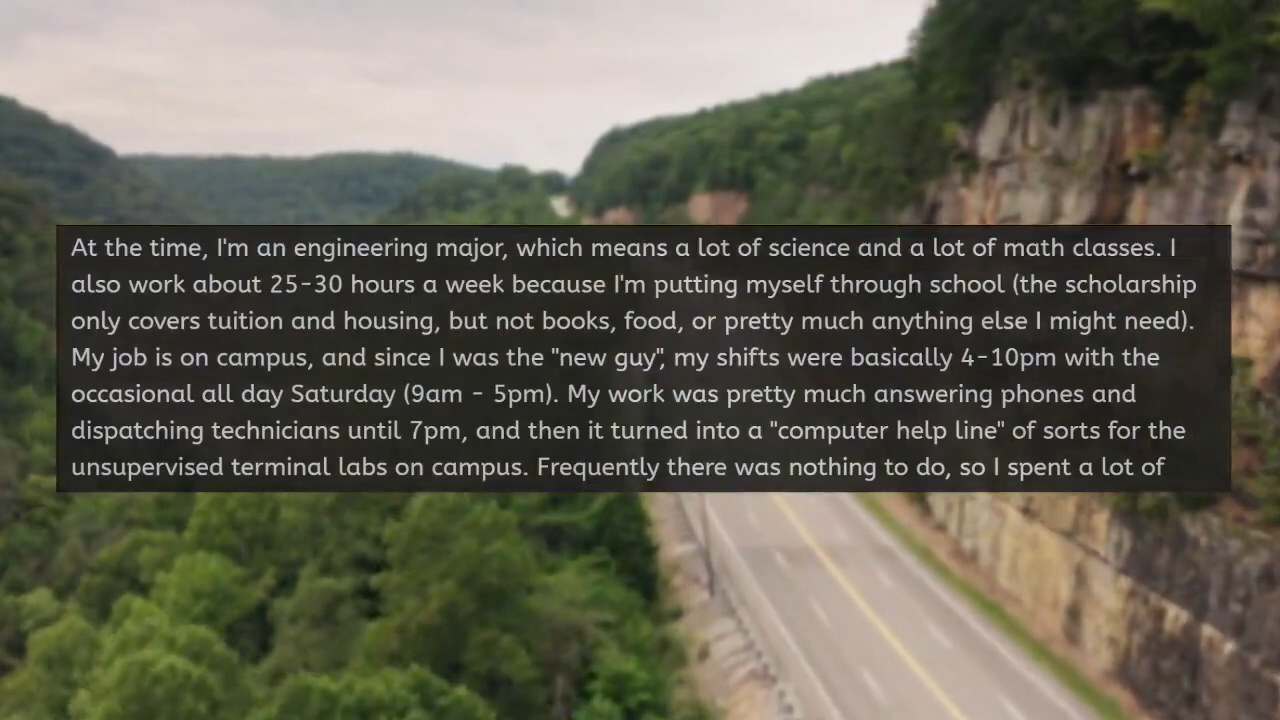 At the time, I'm an engineering major, which means a lot of science and a lot of math classes. I
also work about 25-30 hours a week because I'm putting myself through school (the scholarship
only covers tuition and housing, but not books, food, or pretty much anything else I might need).
My job is on campus, and since I was the "new guy", my shifts were basically 4-10pm with the
occasional all day Saturday (9am - 5pm). My work was pretty much answering phones and
dispatching technicians until 7pm, and then it turned into a "computer help line" of sorts for the
unsupervised terminal labs on campus. Frequently there was nothing to do, so I spent a lot of